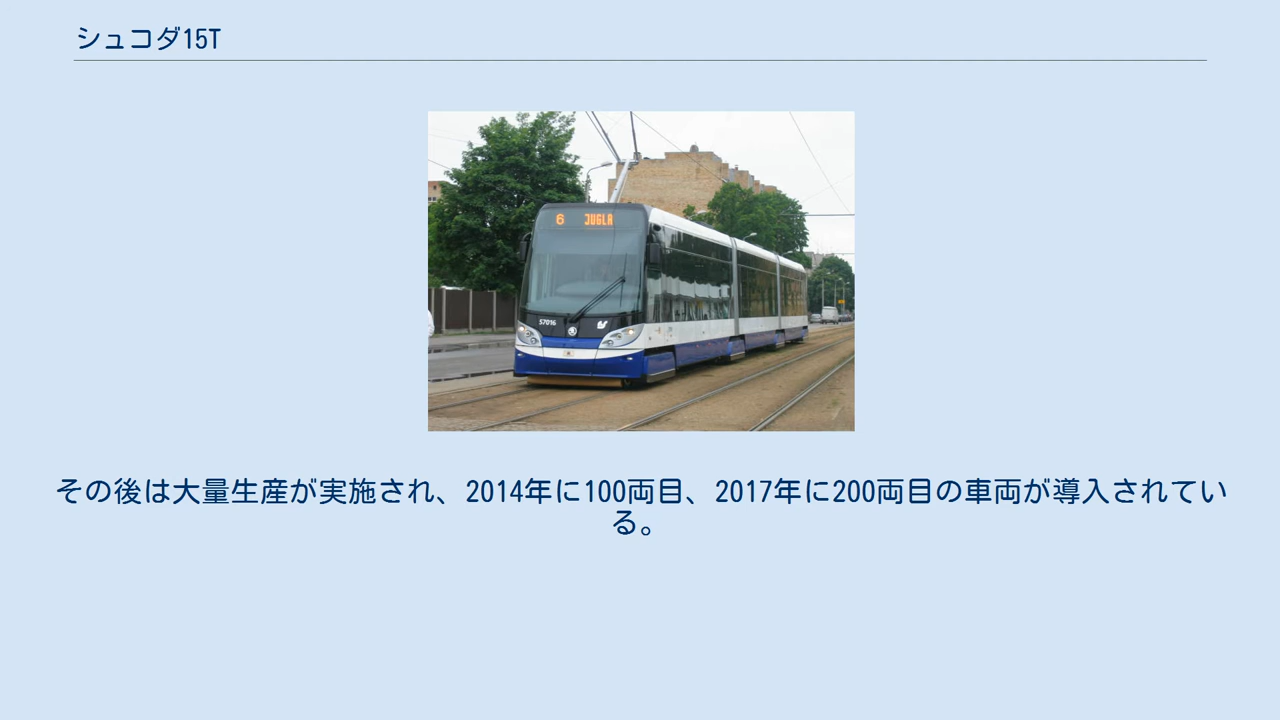 シュコダ15T
6 JUGLA
57016
その後は大量生産が実施され、2014年に100両目、2017年に200両目の車両が導入されてい
る。